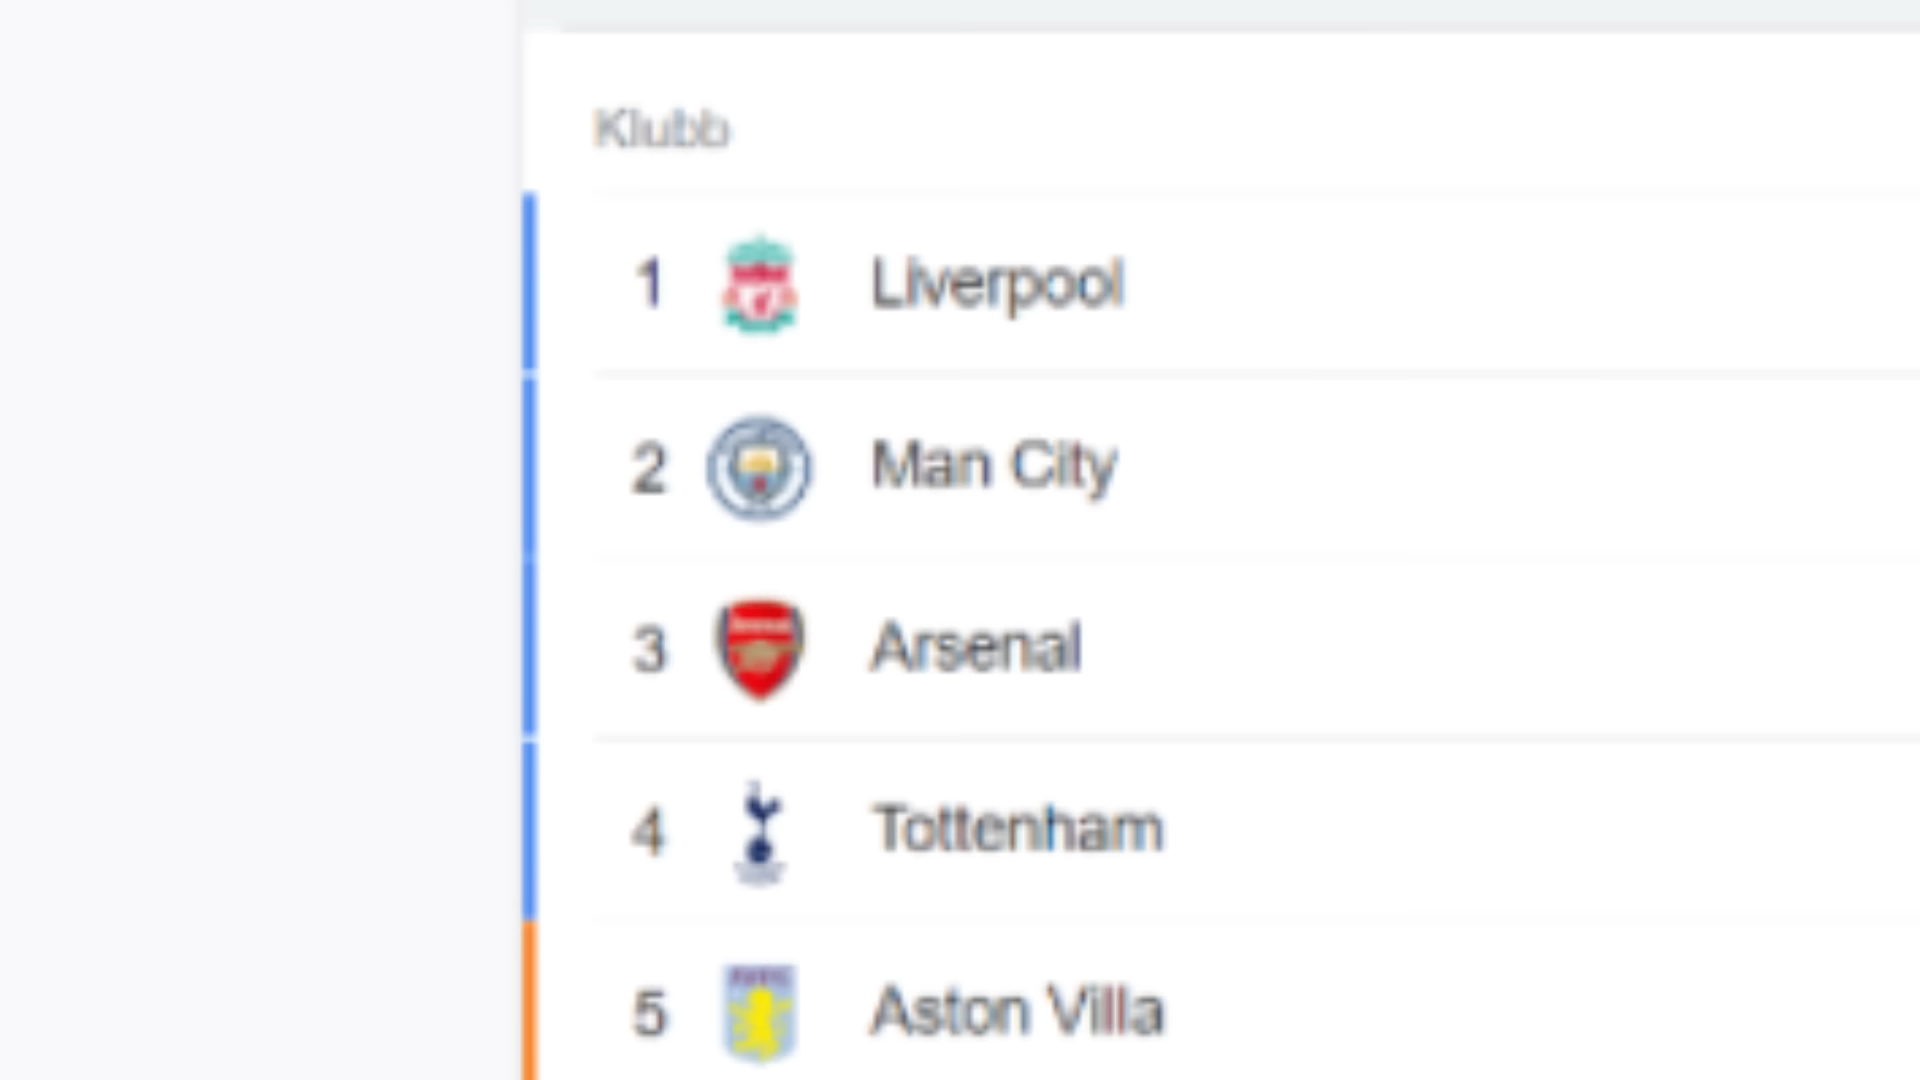 Klubb
1 Liverpool
2 Man City
3 Arsenal
4 Tottenham
5 Aston Villa